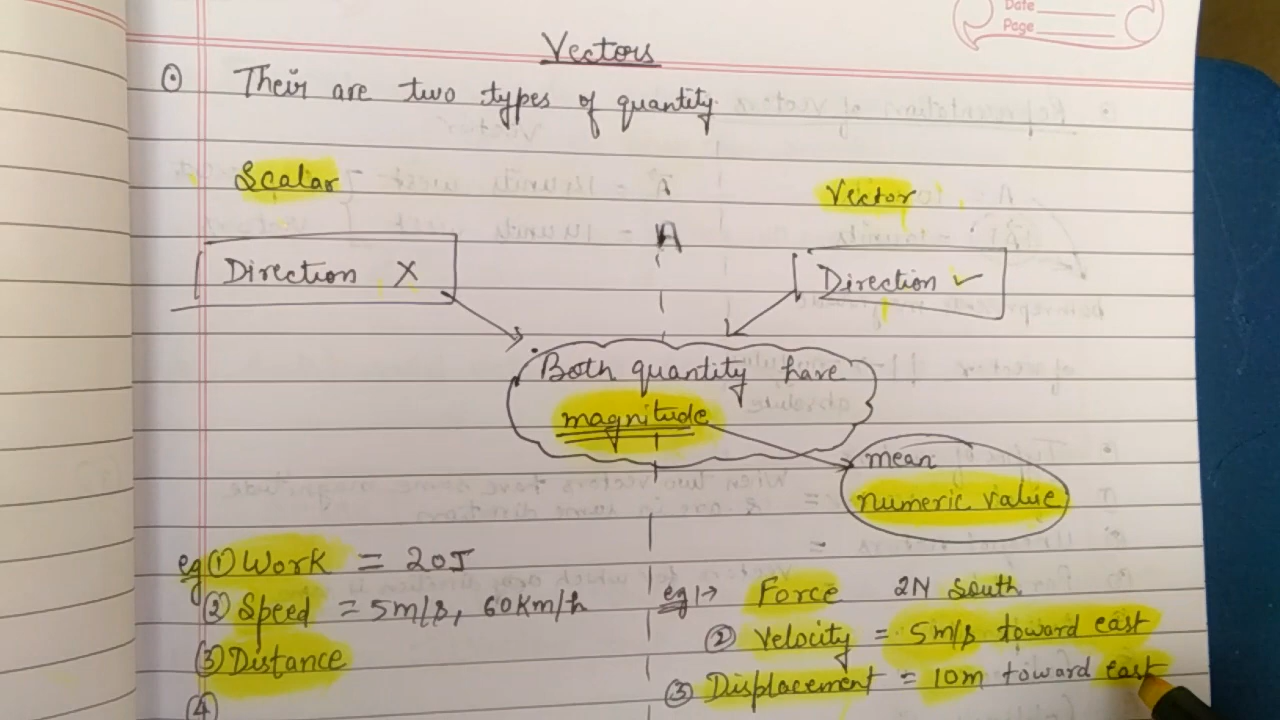 Date
Page
Vectors
Their are two types of quantity.
Scalar
Vector
A
Direction X
Direction ✓
Both quantity have
magnitude
mean
numeric value
eg ① Work = 20J
② Speed = 5m/s, 60Km/h
③ Distance
④
eg 1→ Force 2N South
② Velocity = 5m/s toward east
③ Displacement = 10m toward east